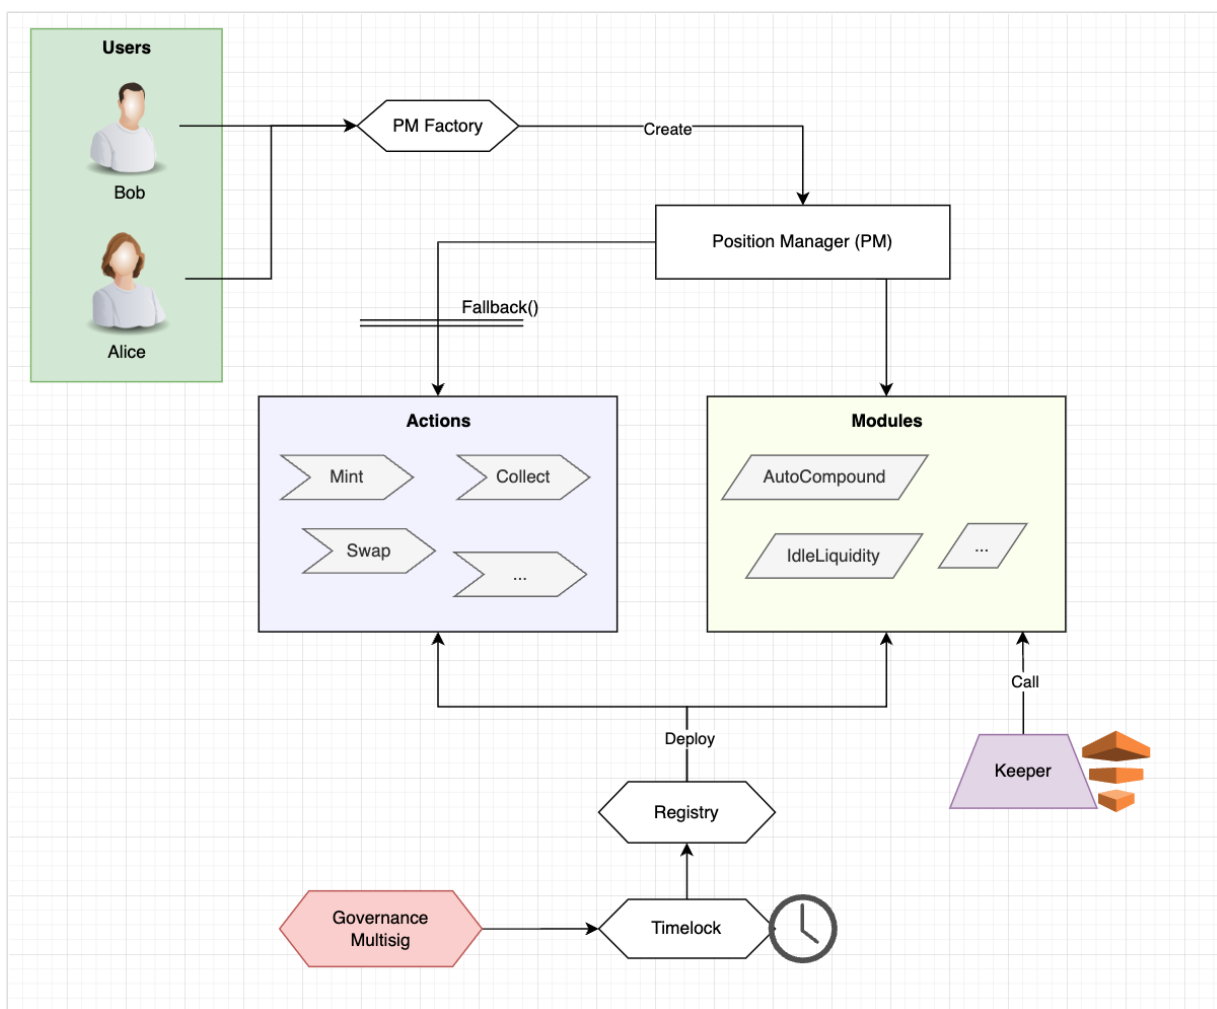 Users
Bob
Alice
PM Factory
Create
Position Manager (PM)
Fallback()
Actions
Mint
Collect
Swap
...
Modules
AutoCompound
IdleLiquidity
...
Call
Keeper
Deploy
Registry
Governance
Multisig
Timelock